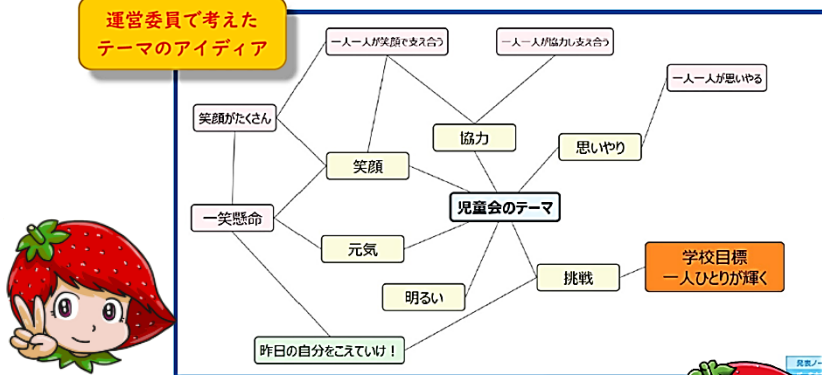 運営委員で考えた
テーマのアイディア
一人一人が笑顔で支え合う
一人一人が協力し支え合う
一人一人が思いやる
笑顔がたくさん
協力
思いやり
笑顔
児童会のテーマ
一笑懸命
元気
学校目標
一人ひとりが輝く
挑戦
明るい
昨日の自分をこえていけ！
発表ノー